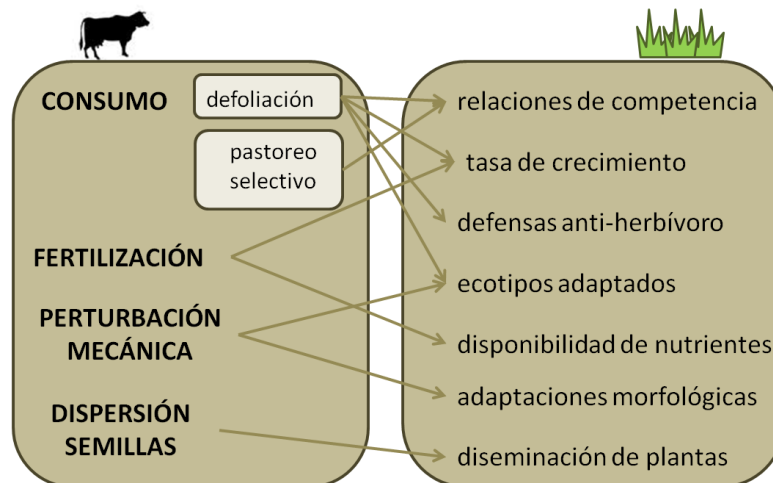 CONSUMO
defoliación
pastoreo
selectivo
FERTILIZACIÓN
PERTURBACIÓN
MECÁNICA
DISPERSIÓN
SEMILLAS
relaciones de competencia
tasa de crecimiento
defensas anti-herbívoro
ecotipos adaptados
disponibilidad de nutrientes
adaptaciones morfológicas
diseminación de plantas